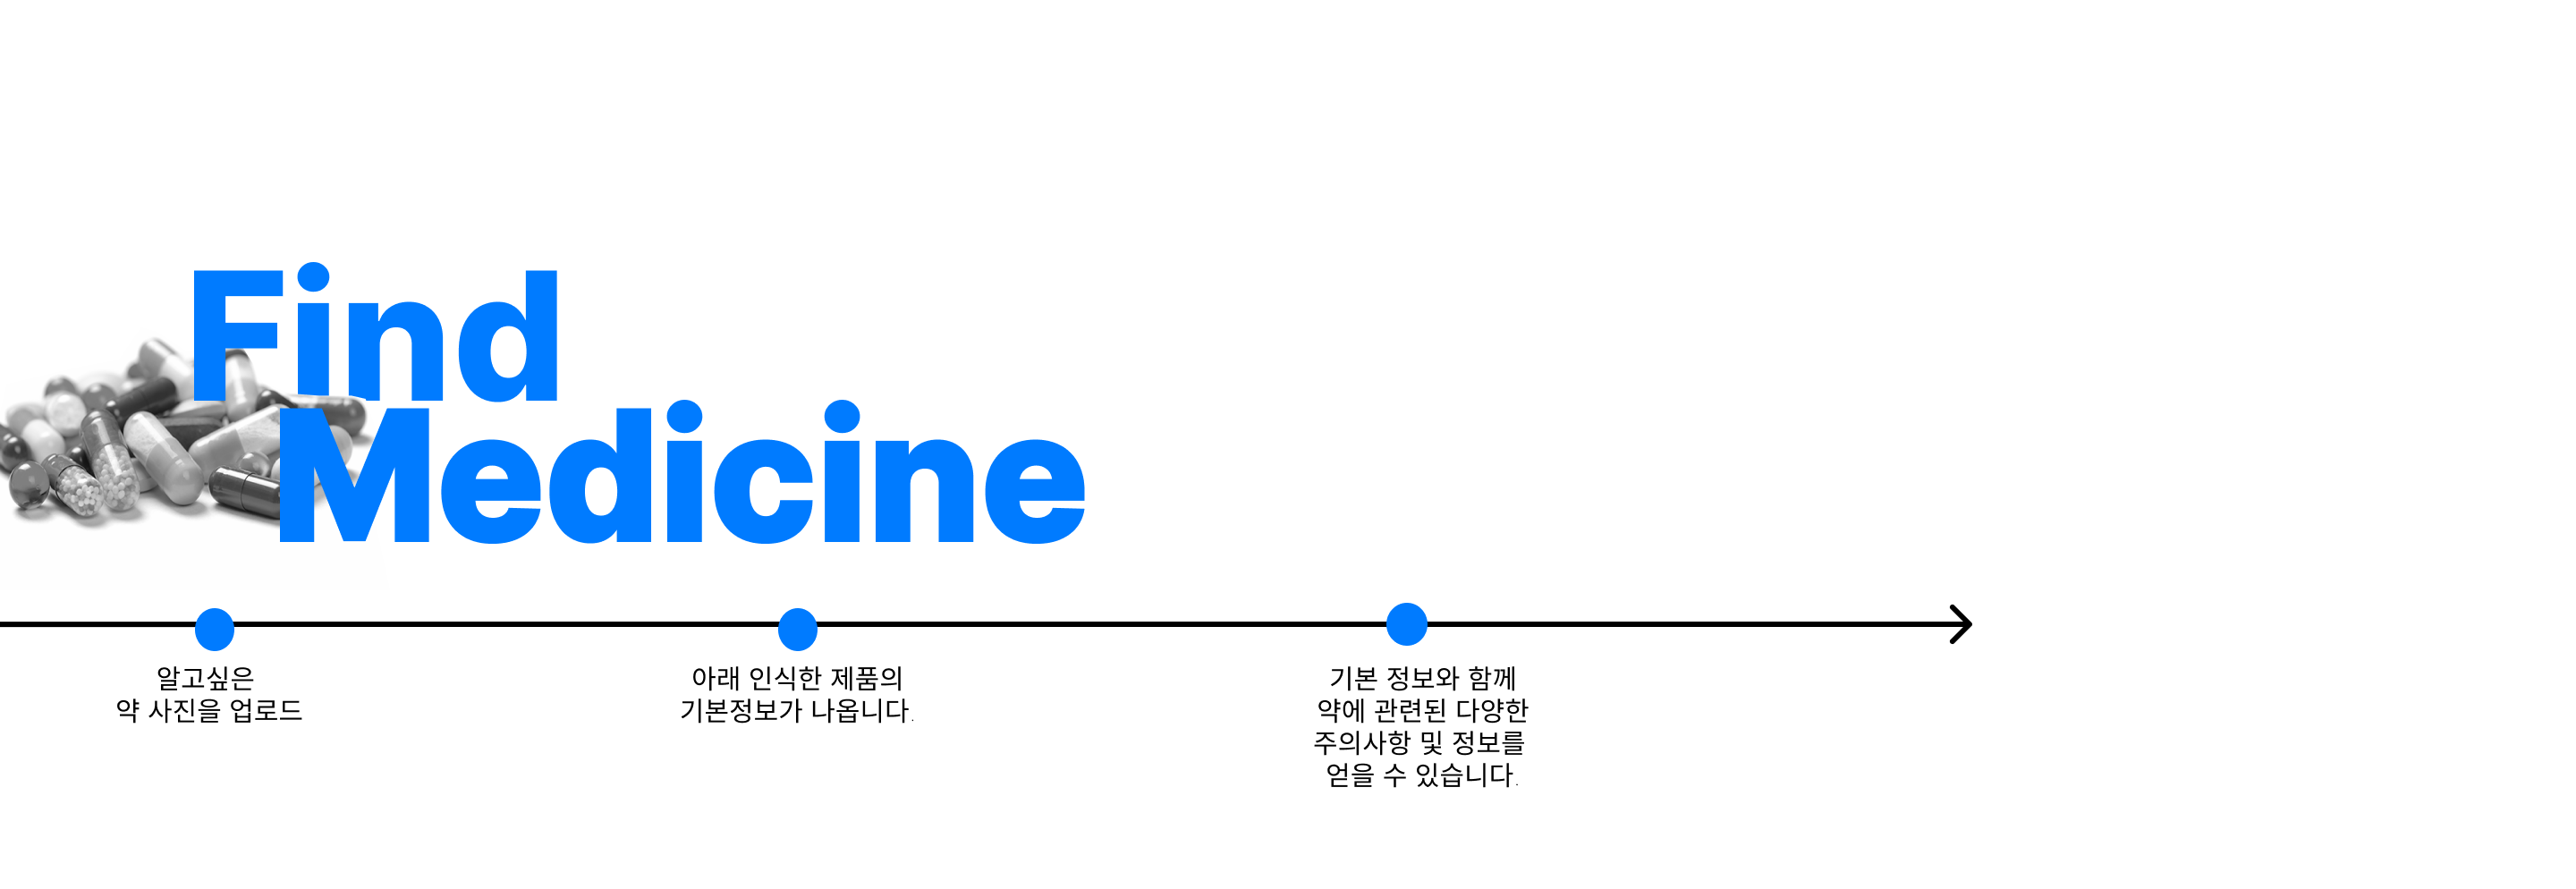 Find
Medicine
알고싶은
약 사진을 업로드
아래 인식한 제품의
기본정보가 나옵니다.
기본 정보와 함께
약에 관련된 다양한
주의사항 및 정보를
얻을 수 있습니다.